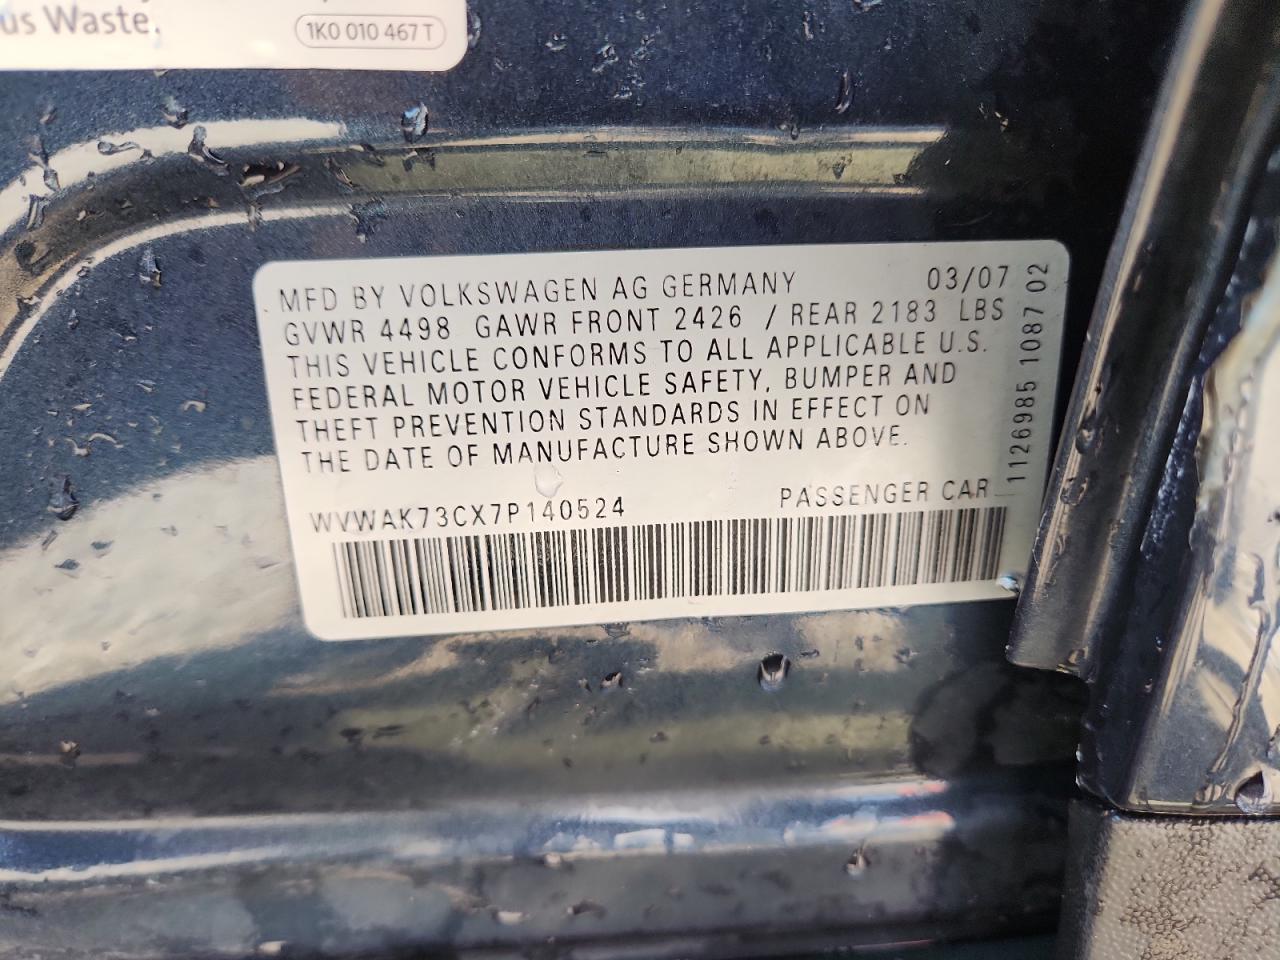 us Waste.
1K0 010 467 T
MFD BY VOLKSWAGEN AG GERMANY 03/07
GVWR 4498 GAWR FRONT 2426 / REAR 2183 LBS
THIS VEHICLE CONFORMS TO ALL APPLICABLE U.S.
FEDERAL MOTOR VEHICLE SAFETY, BUMPER AND
THEFT PREVENTION STANDARDS IN EFFECT ON
THE DATE OF MANUFACTURE SHOWN ABOVE.
WVWAK73CX7P140524 PASSENGER CAR
1126985 1087 02